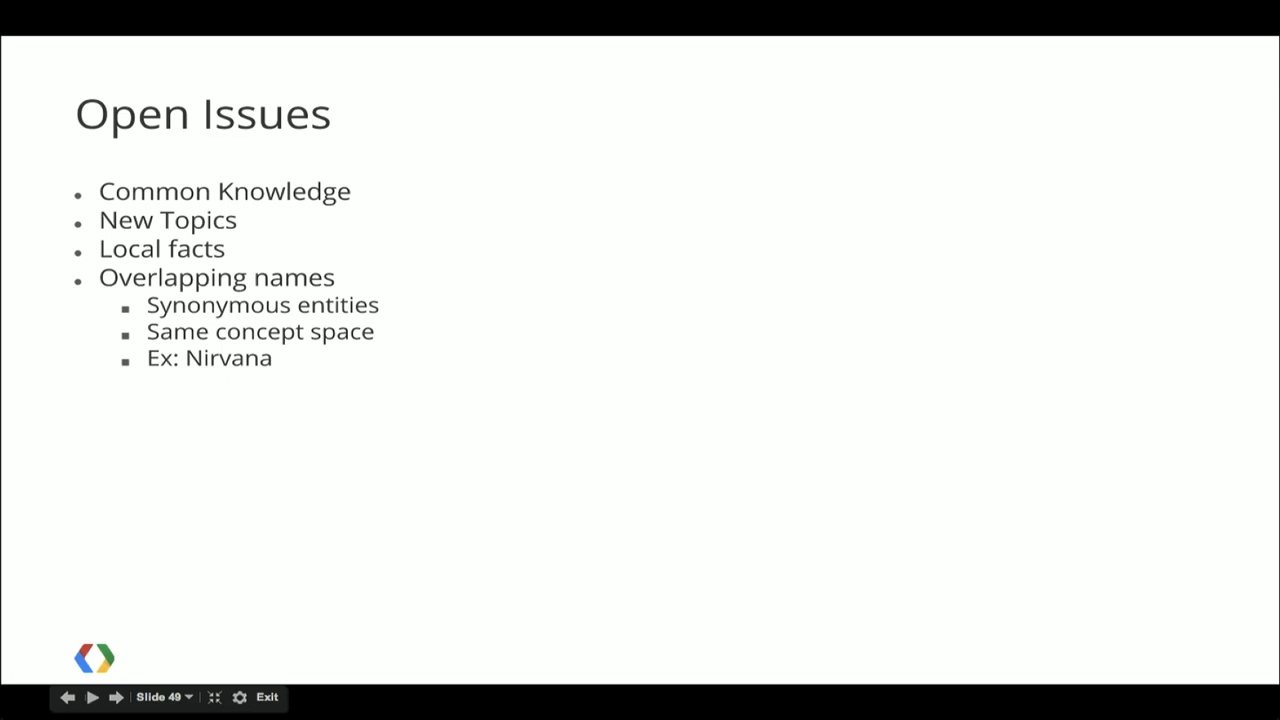 Open Issues
Common Knowledge
New Topics
Local facts
Overlapping names
Synonymous entities
Same concept space
Ex: Nirvana
Slide 49
Exit